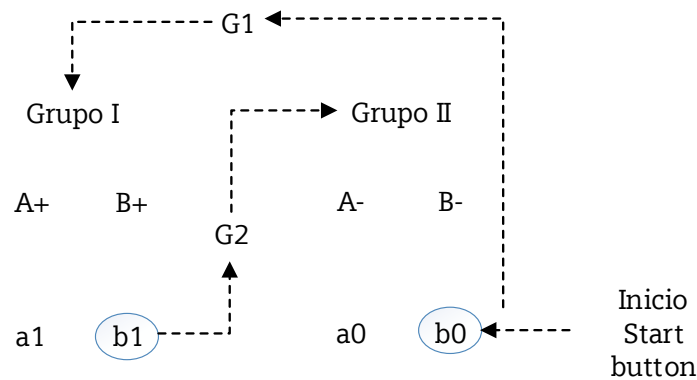 G1
Grupo I
Grupo II
A+ B+ A- B-
G2
a1 b1 a0 b0
Inicio
Start
button